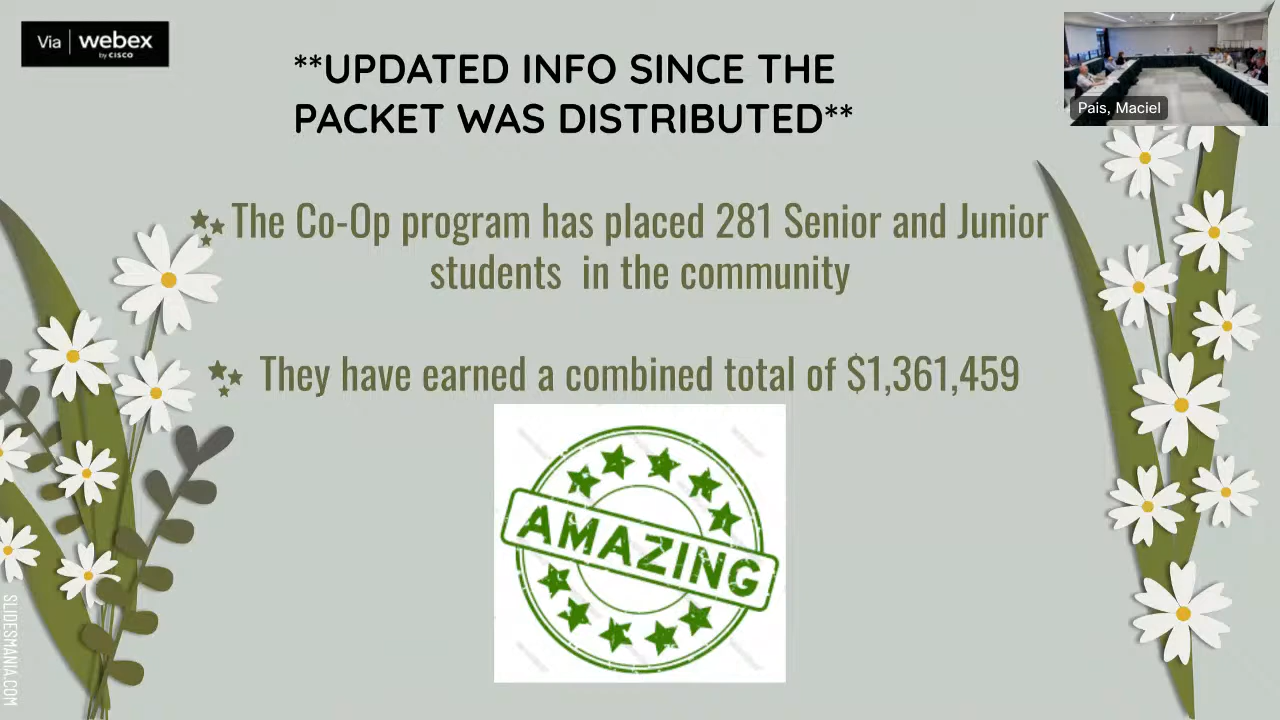 Via webex
by CISCO
**UPDATED INFO SINCE THE
PACKET WAS DISTRIBUTED**
Pais, Maciel
The Co-Op program has placed 281 Senior and Junior
students in the community
They have earned a combined total of $1,361,459
AMAZING
SLIDESMANIA.COM